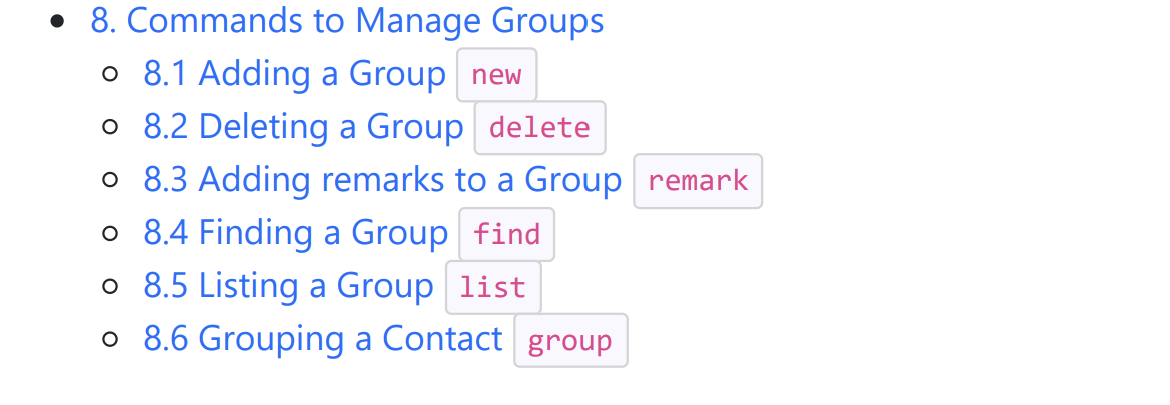 8. Commands to Manage Groups
8.1 Adding a Group new
8.2 Deleting a Group delete
8.3 Adding remarks to a Group remark
8.4 Finding a Group find
8.5 Listing a Group list
8.6 Grouping a Contact group